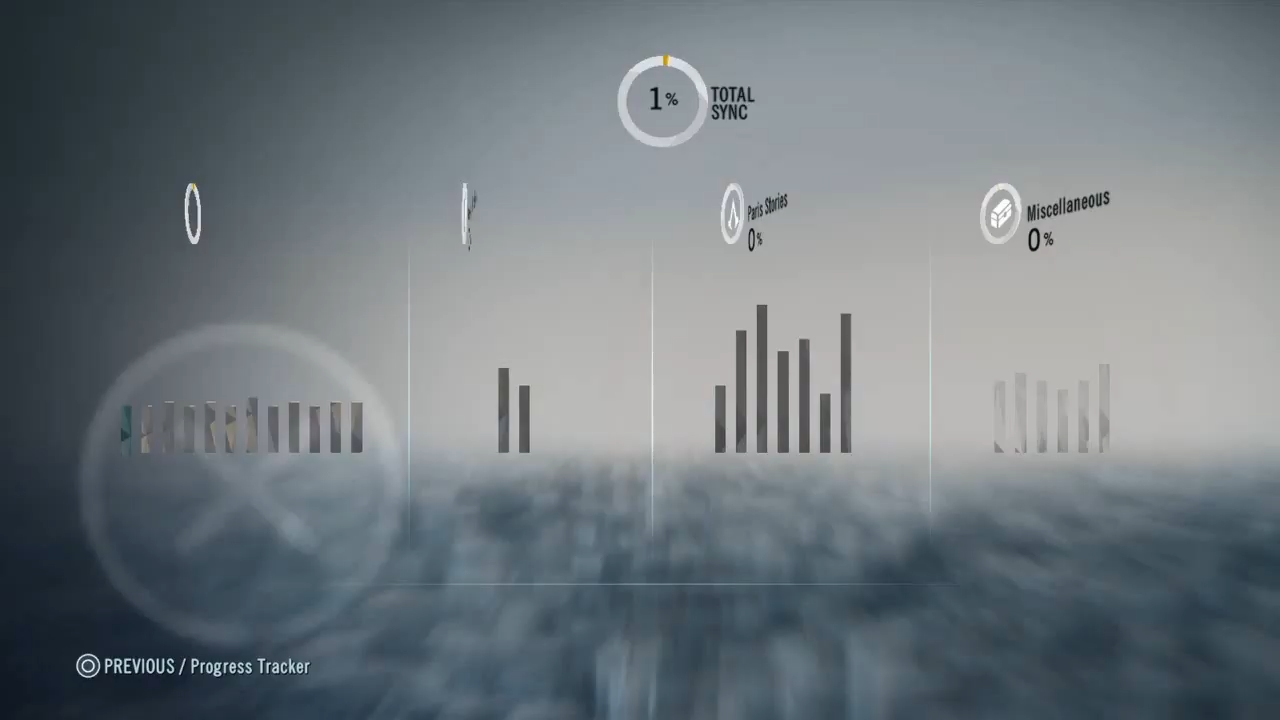 1%
TOTAL
SYNC
Paris Stories
0%
Miscellaneous
0%
PREVIOUS / Progress Tracker